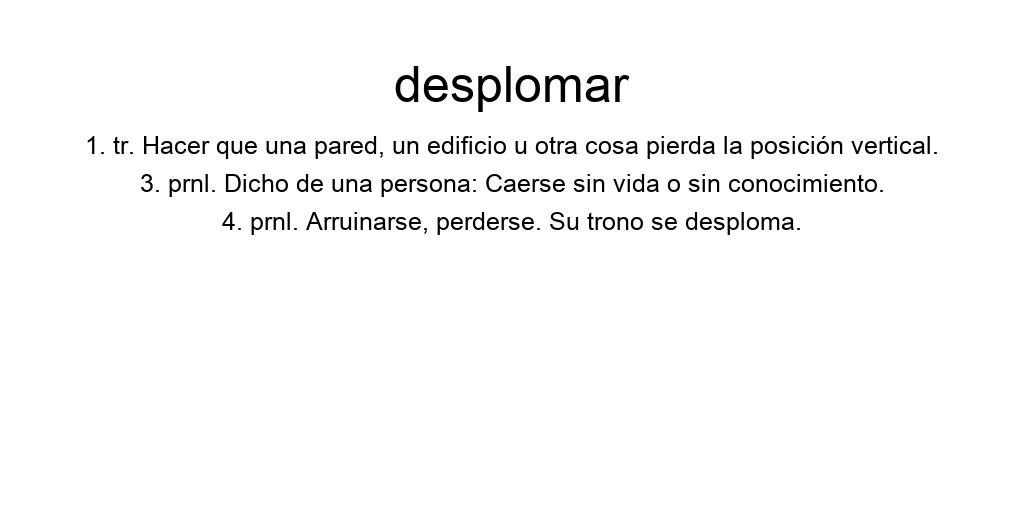 desplomar
1. tr. Hacer que una pared, un edificio u otra cosa pierda la posición vertical.
3. prnl. Dicho de una persona: Caerse sin vida o sin conocimiento.
4. prnl. Arruinarse, perderse. Su trono se desploma.